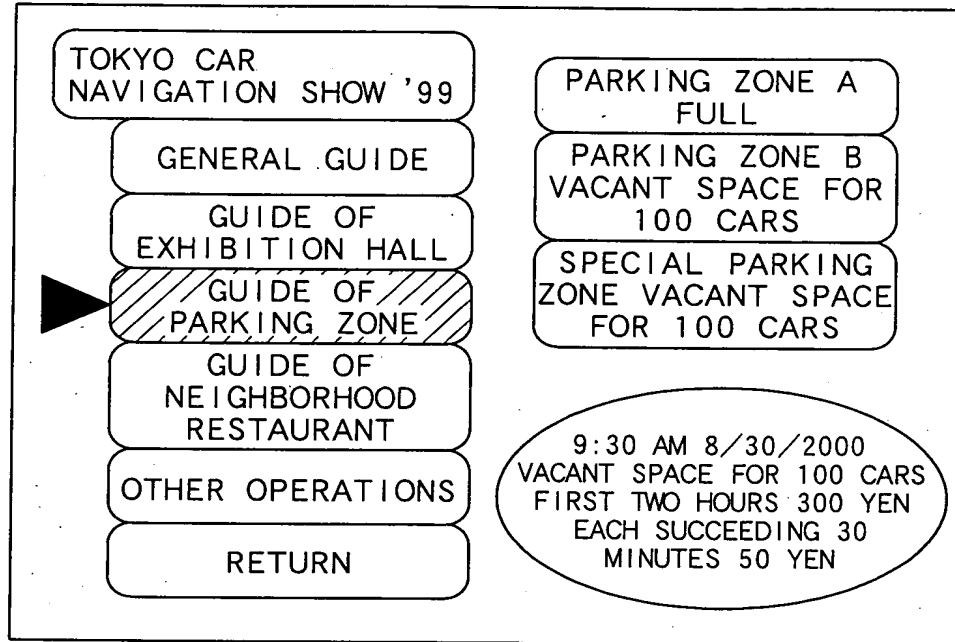 TOKYO CAR
NAVIGATION SHOW '99
GENERAL GUIDE
GUIDE OF
EXHIBITION HALL
GUIDE OF
PARKING ZONE
GUIDE OF
NEIGHBORHOOD
RESTAURANT
OTHER OPERATIONS
RETURN
PARKING ZONE A
FULL
PARKING ZONE B
VACANT SPACE FOR
100 CARS
SPECIAL PARKING
ZONE VACANT SPACE
FOR 100 CARS
9:30 AM 8/30/2000
VACANT SPACE FOR 100 CARS
FIRST TWO HOURS 300 YEN
EACH SUCCEEDING 30
MINUTES 50 YEN